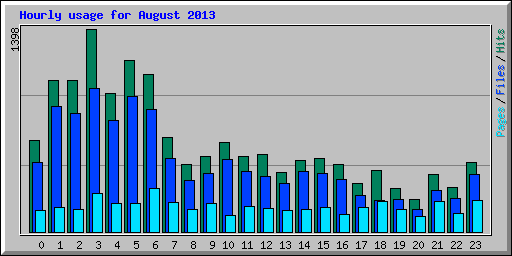 Hourly usage for August 2013
1398
Pages/Files/Hits
0 1 2 3 4 5 6 7 8 9 10 11 12 13 14 15 16 17 18 19 20 21 22 23